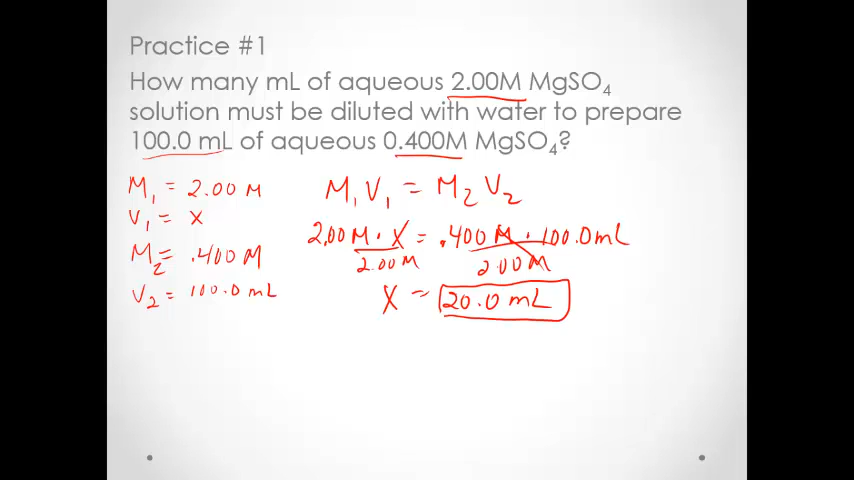 Practice #1
How many mL of aqueous 2.00M MgSO₄
solution must be diluted with water to prepare
100.0 mL of aqueous 0.400M MgSO₄?
M₁ = 2.00 M
V₁ = X
M₂ = .400 M
V₂ = 100.0 mL
M₁V₁ = M₂V₂
2.00 M · X = .400 M · 100.0 mL
2.00 M 2.00 M
X = 20.0 mL